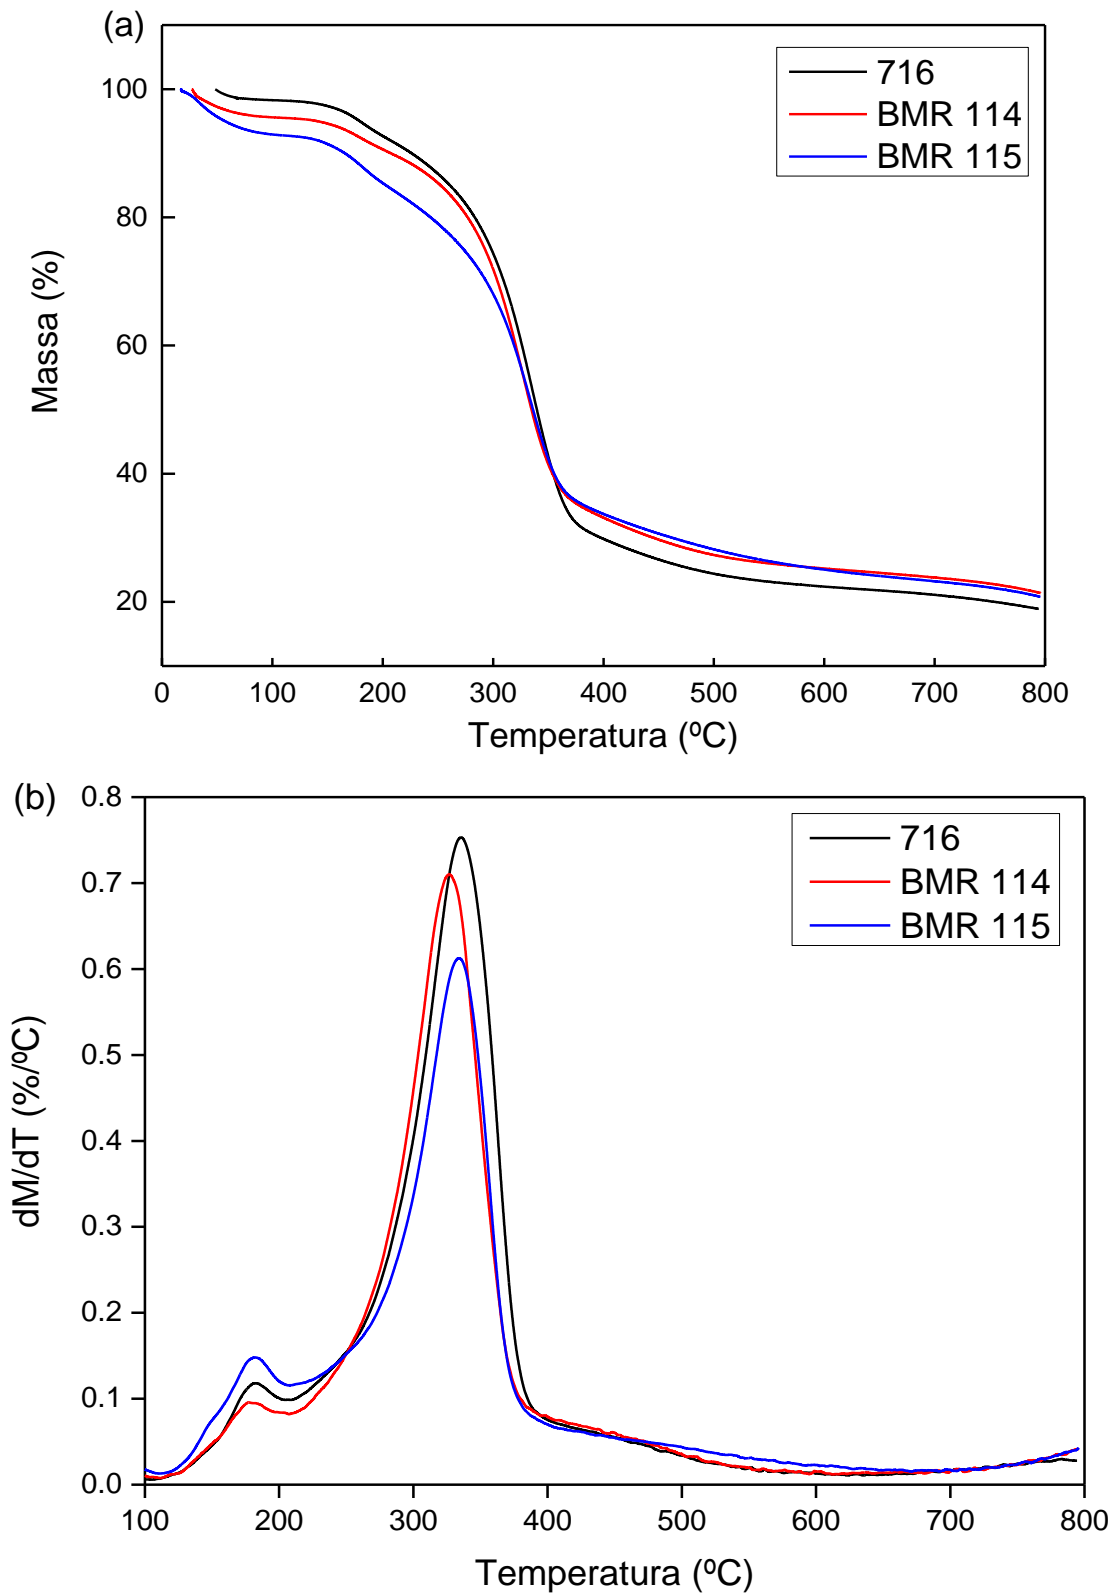 (a)
716
BMR 114
BMR 115
100
80
60
40
20
Massa (%)
0 100 200 300 400 500 600 700 800
Temperatura (ºC)
(b)
716
BMR 114
BMR 115
0.8
0.7
0.6
0.5
0.4
0.3
0.2
0.1
0.0
dM/dT (%/ºC)
100 200 300 400 500 600 700 800
Temperatura (ºC)